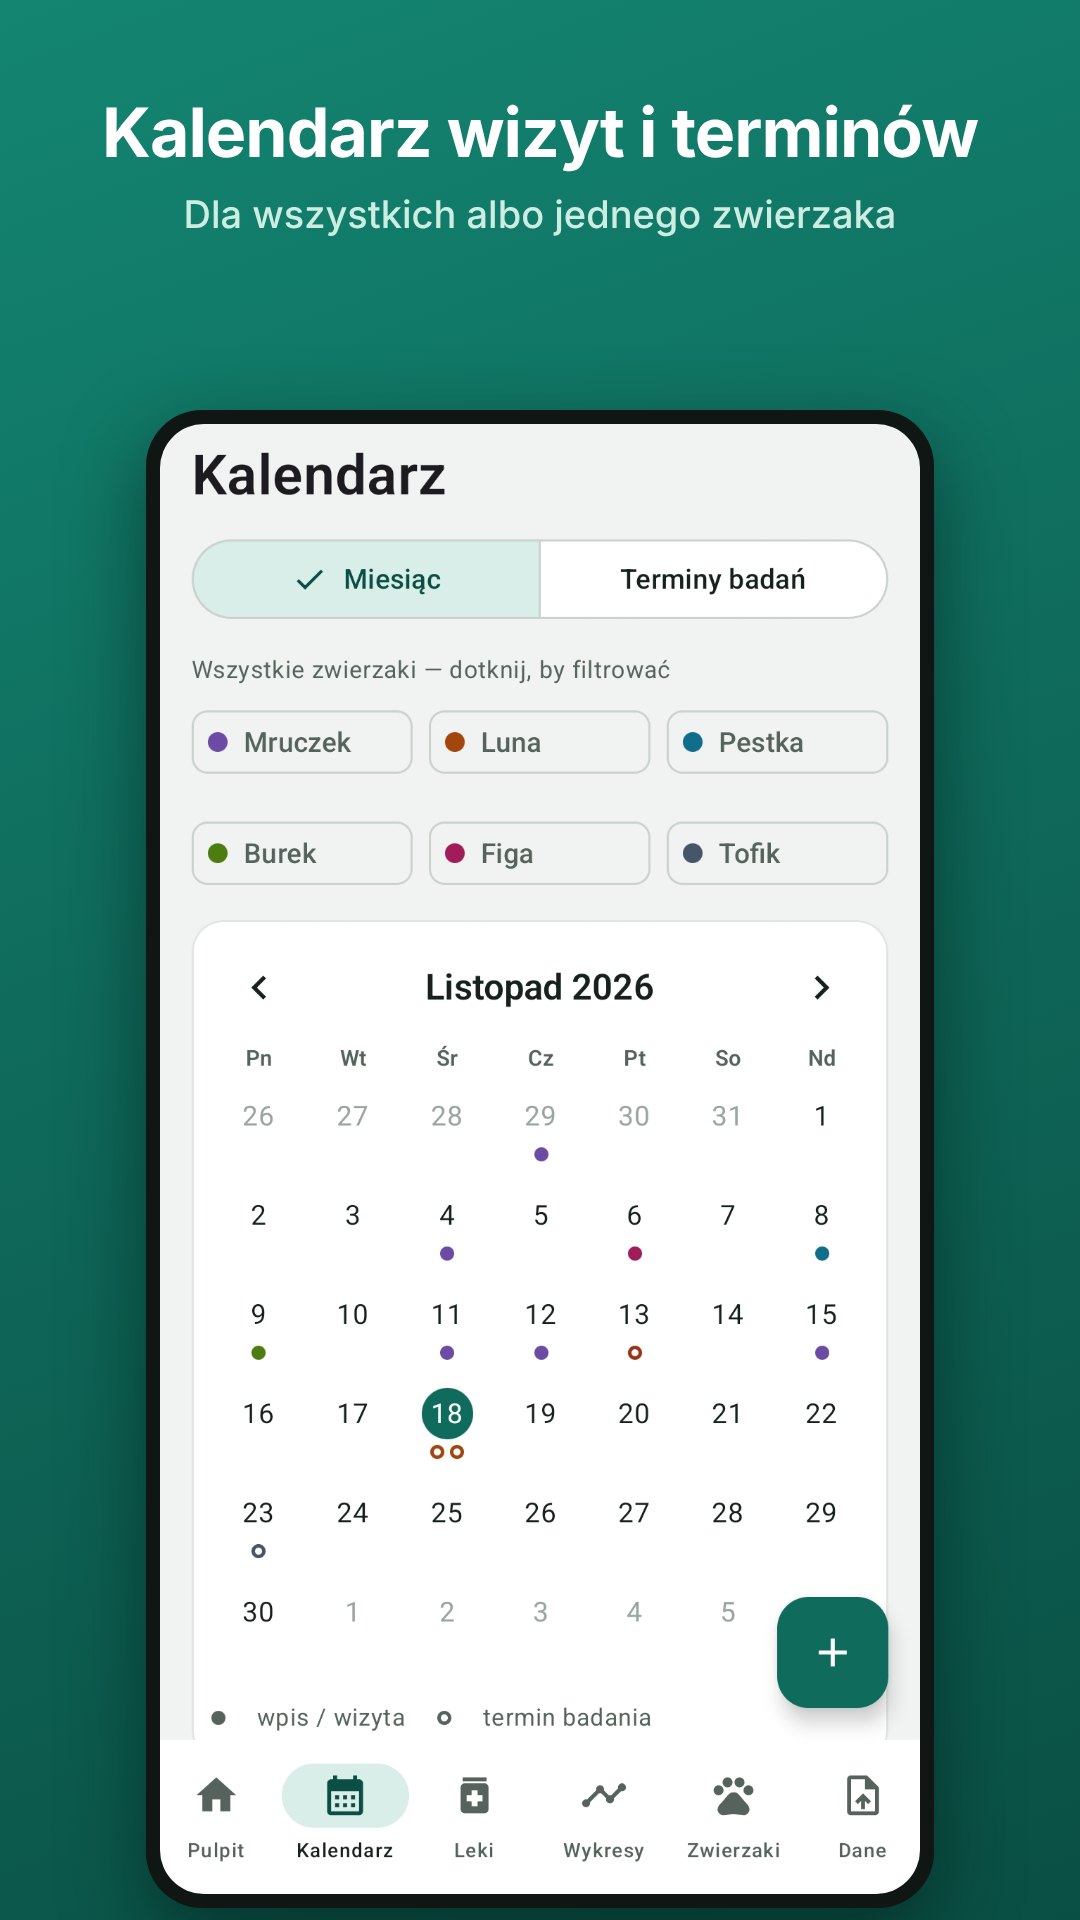 Kalendarz wizyt i terminów
Dla wszystkich albo jednego zwierzaka
Kalendarz
Miesiąc Terminy badań
Wszystkie zwierzaki — dotknij, by filtrować
Mruczek Luna Pestka
Burek Figa Tofik
Listopad 2026
Pn Wt Śr Cz Pt So Nd
26 27 28 29 30 31 1
2 3 4 5 6 7 8
9 10 11 12 13 14 15
16 17 18 19 20 21 22
23 24 25 26 27 28 29
30 1 2 3 4 5
wpis / wizyta termin badania
Pulpit Kalendarz Leki Wykresy Zwierzaki Dane